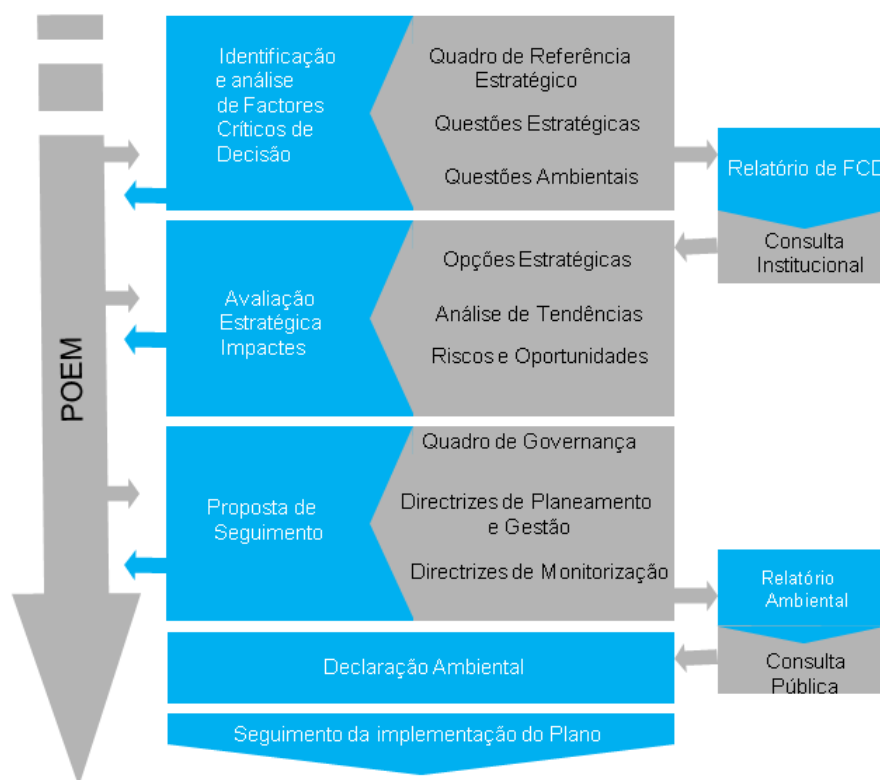 POEM
Identificação
e análise
de Factores
Críticos de
Decisão
Quadro de Referência
Estratégico
Questões Estratégicas
Questões Ambientais
Relatório de FCD
Consulta
Institucional
Avaliação
Estratégica
Impactes
Opções Estratégicas
Análise de Tendências
Riscos e Oportunidades
Proposta de
Seguimento
Quadro de Governança
Directrizes de Planeamento
e Gestão
Directrizes de Monitorização
Relatório
Ambiental
Consulta
Pública
Declaração Ambiental
Seguimento da implementação do Plano